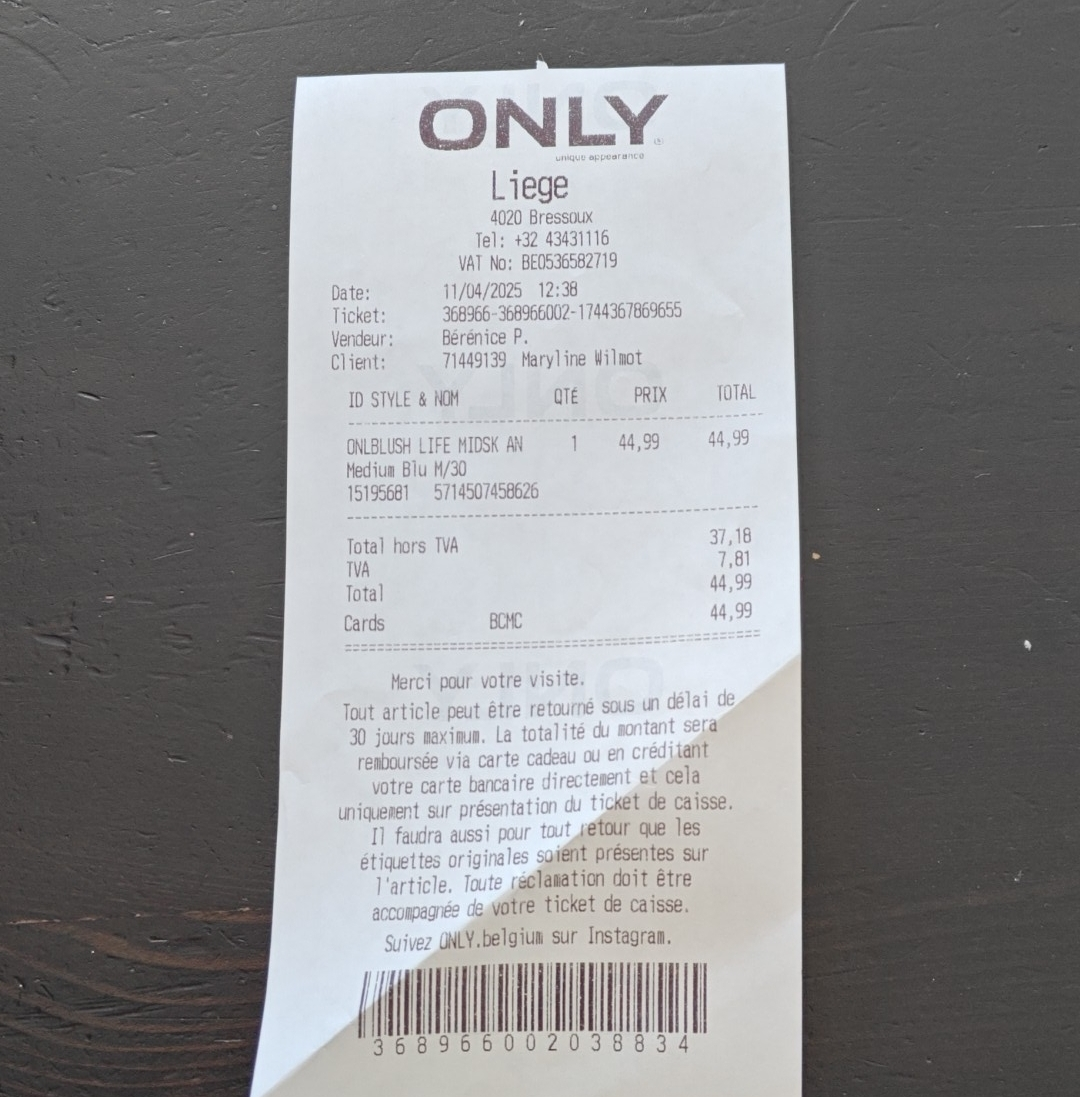 ONLY
unique appearance
Liege
4020 Bressoux
Tel: +32 43431116
VAT No: BE0536582719
Date: 11/04/2025 12:38
Ticket: 368966-368966002-1744367869655
Vendeur: Bérénice P.
Client: 71449139 Maryline Wilmot
ID STYLE & NOM QTÉ PRIX TOTAL
ONLBLUSH LIFE MIDSK AN 1 44,99 44,99
Medium Blu M/30
15195681 5714507458626
Total hors TVA 37,18
TVA 7,81
Total 44,99
Cards BCMC 44,99
Merci pour votre visite.
Tout article peut être retourné sous un délai de
30 jours maximum. La totalité du montant sera
remboursée via carte cadeau ou en créditant
votre carte bancaire directement et cela
uniquement sur présentation du ticket de caisse.
Il faudra aussi pour tout retour que les
étiquettes originales soient présentes sur
l'article. Toute réclamation doit être
accompagnée de votre ticket de caisse.
Suivez ONLY.belgium sur Instagram.
368966002038834